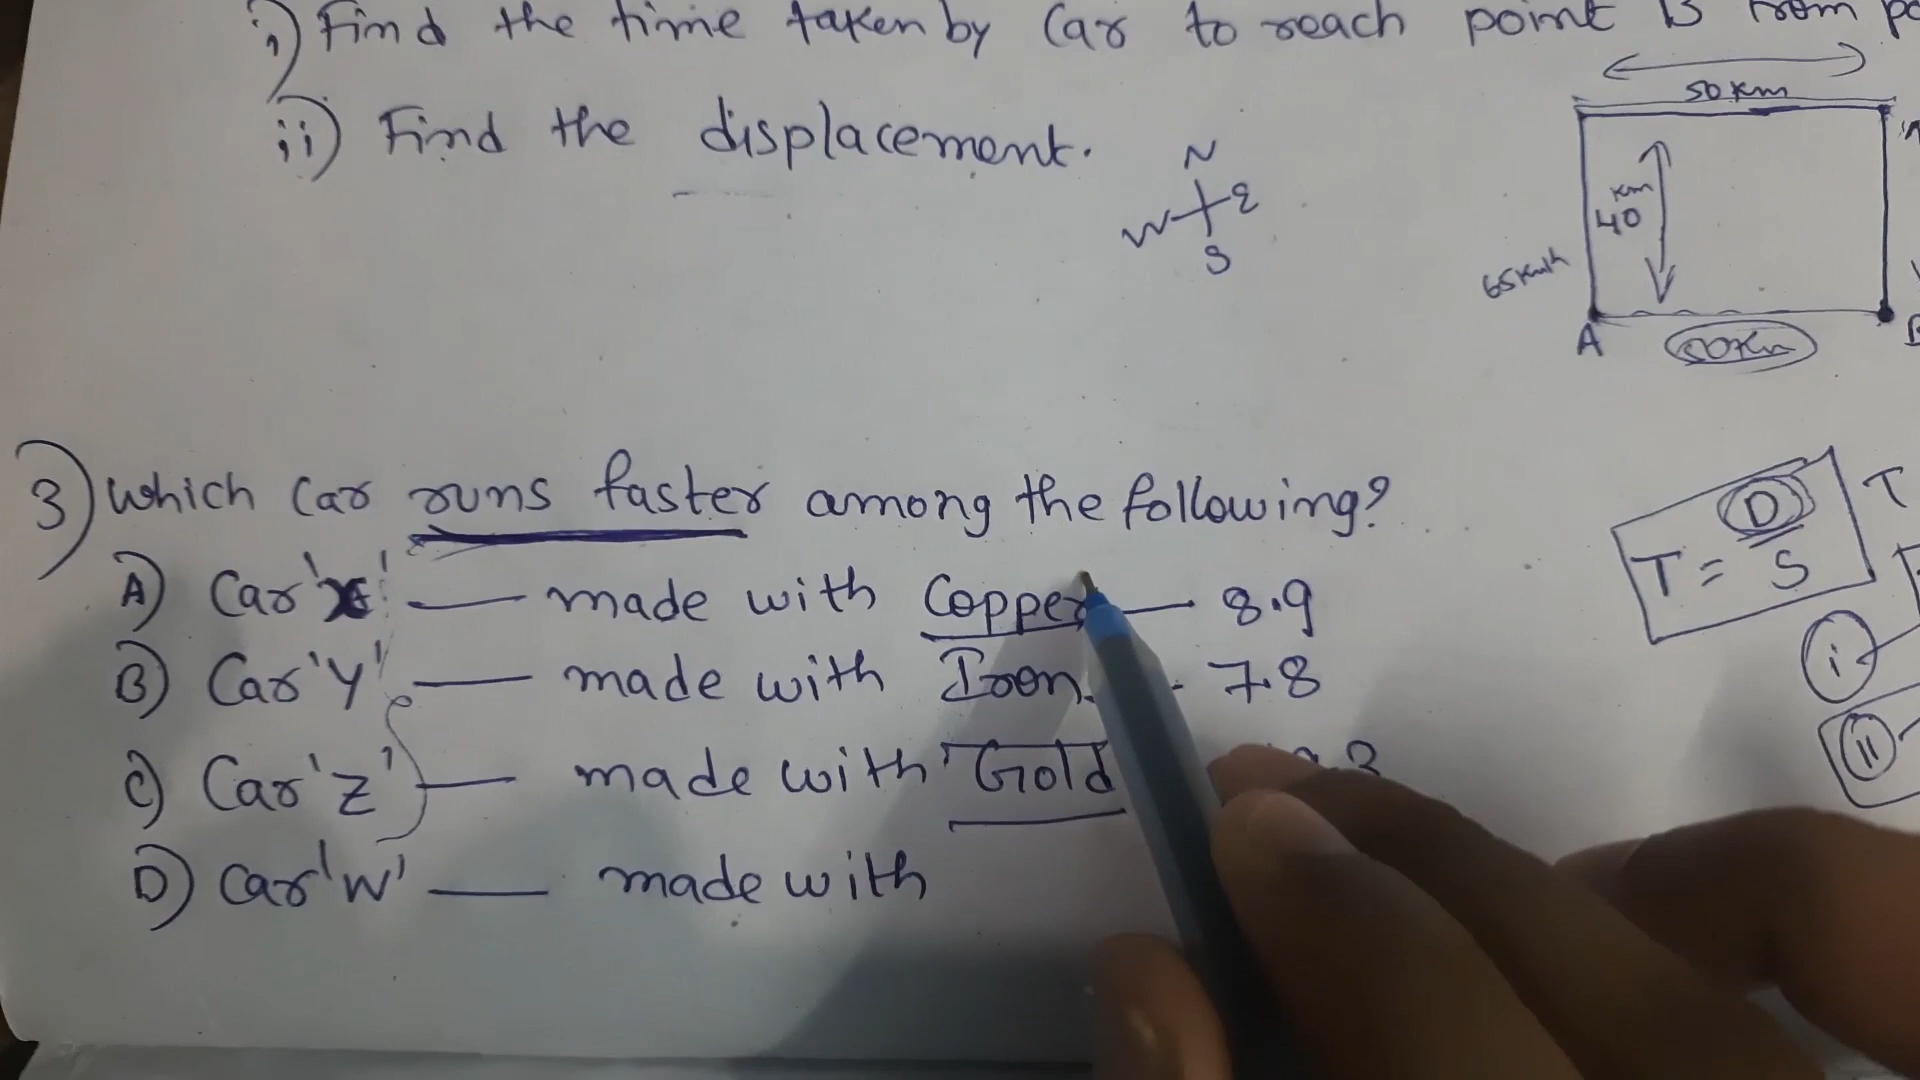 i) Find the time taken by Car to reach point B from
ii) Find the displacement.
N
W E
S
50 km
40 km
65 km/h
A
50 km
3) which Car runs faster among the following?
A) Car 'x' — made with Copper — 8.9
B) Car 'Y' — made with Iron - 7.8
C) Car 'Z' — made with Gold
D) Car 'W' — made with
T = D/S
T
i
ii